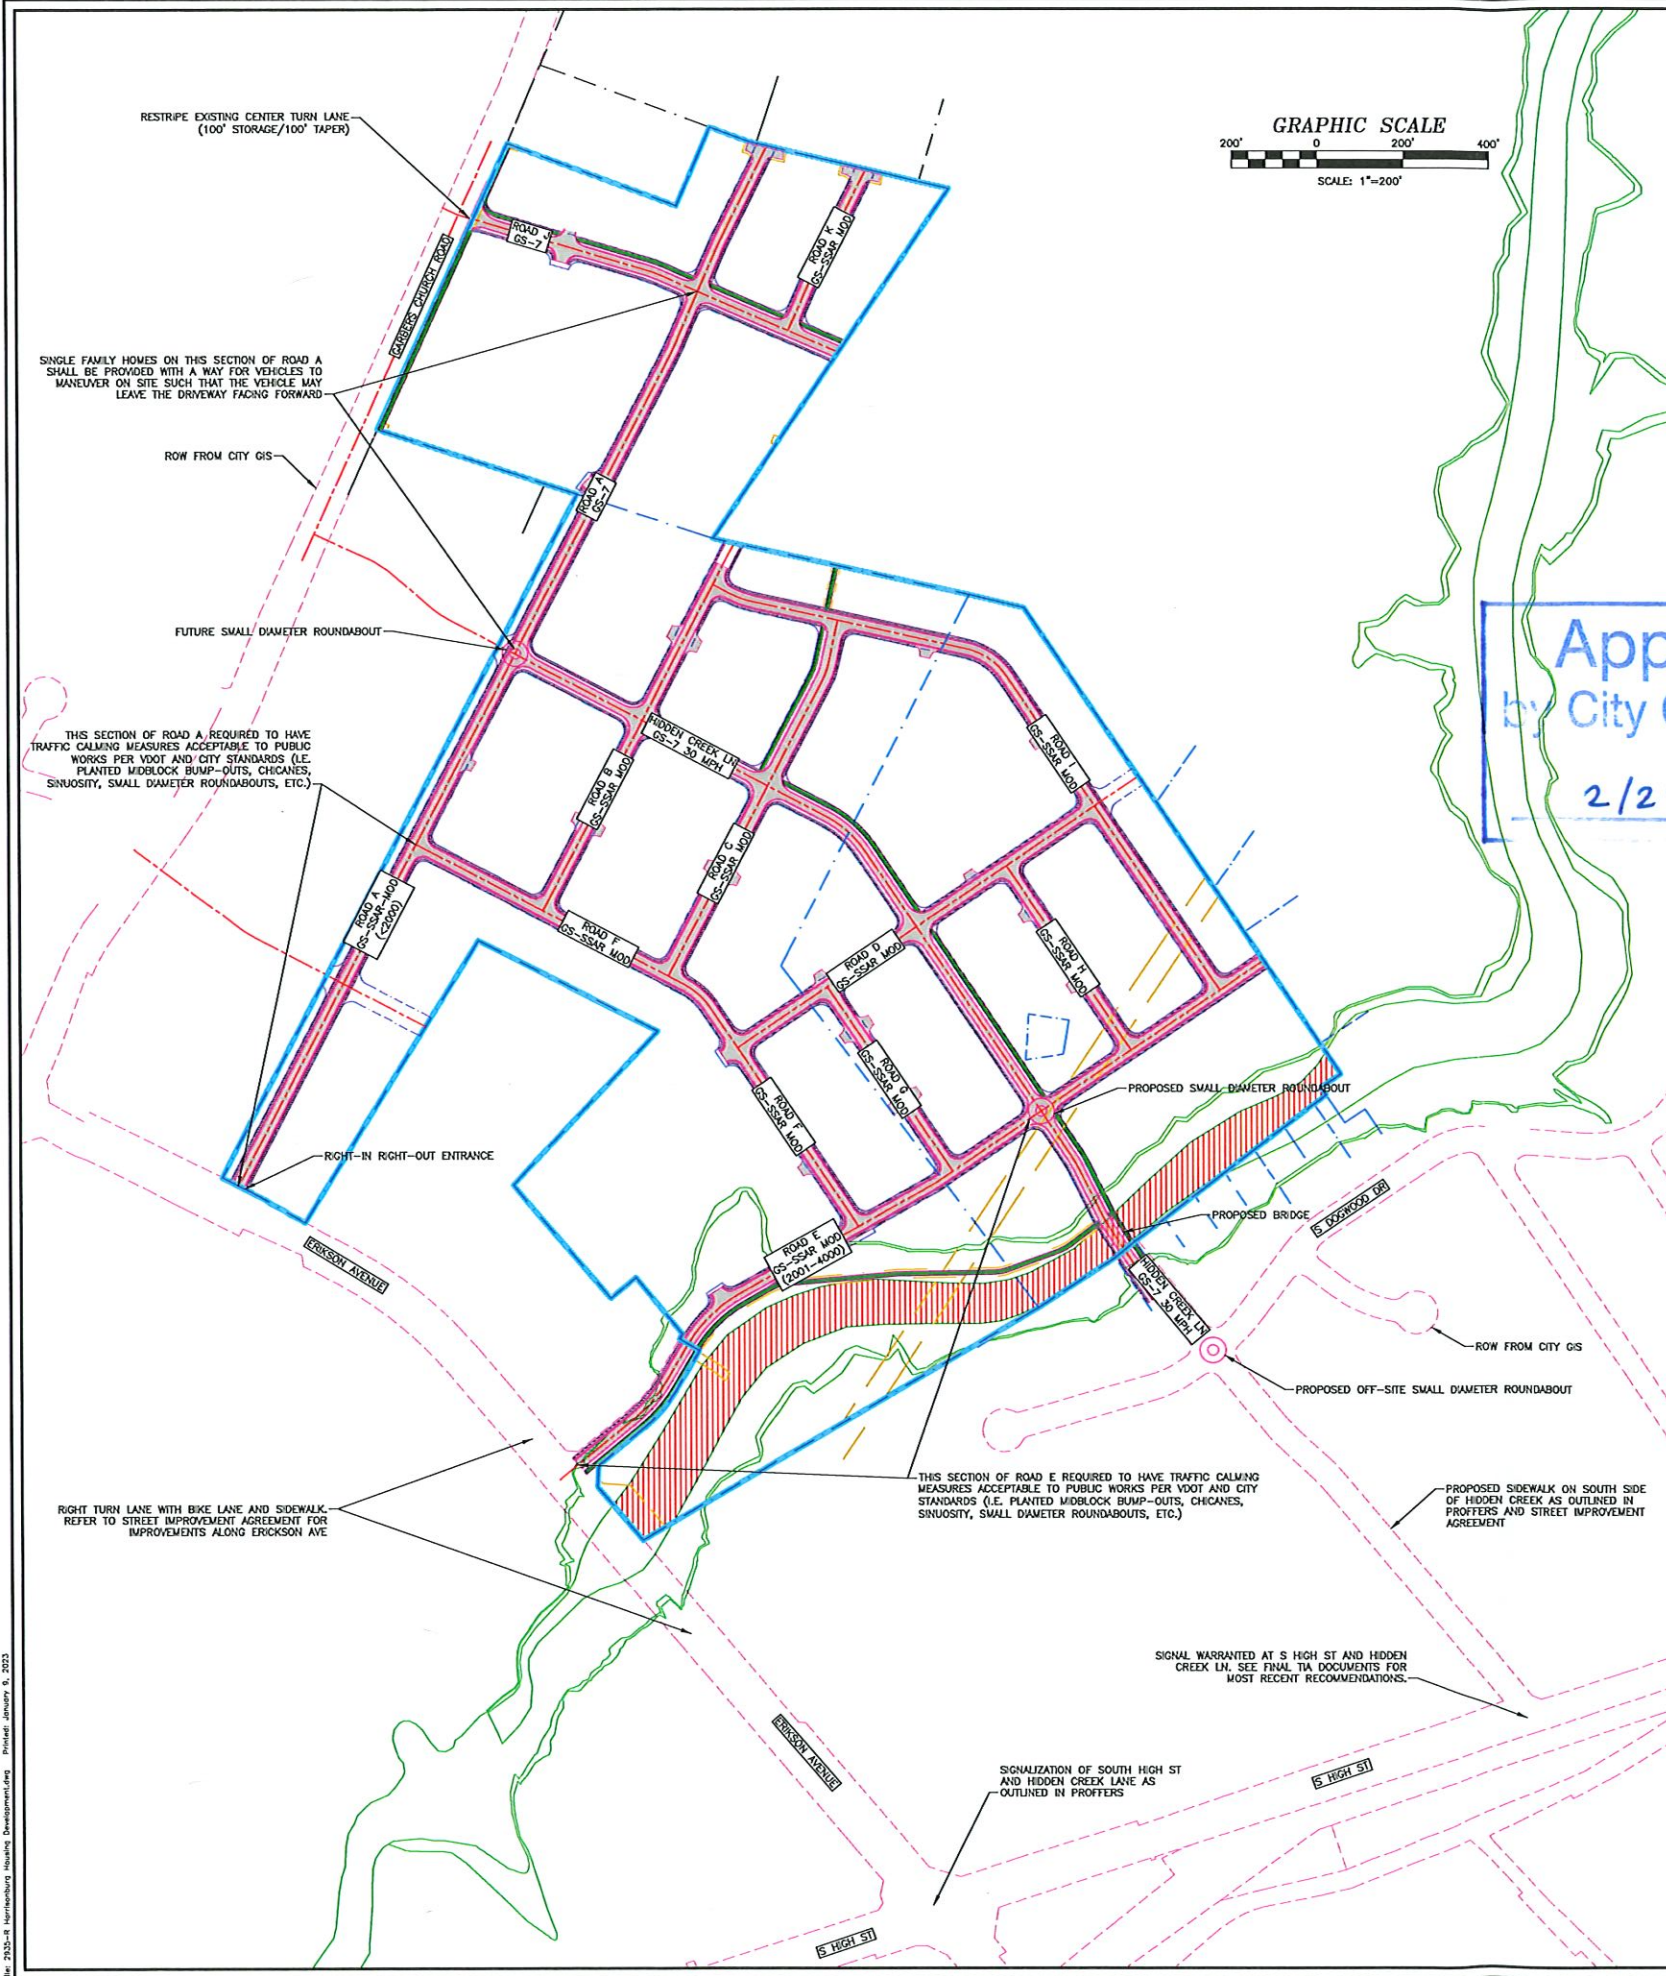 RESTRIPE EXISTING CENTER TURN LANE
(100' STORAGE/100' TAPER)
GRAPHIC SCALE
200' 0 200' 400'
SCALE: 1"=200'
ROAD J
GS-7
ROAD K
GS-SSAR MOD
GARBERS CHURCH ROAD
SINGLE FAMILY HOMES ON THIS SECTION OF ROAD A
SHALL BE PROVIDED WITH A WAY FOR VEHICLES TO
MANEUVER ON SITE SUCH THAT THE VEHICLE MAY
LEAVE THE DRIVEWAY FACING FORWARD
ROW FROM CITY GIS
ROAD A
GS-7
FUTURE SMALL DIAMETER ROUNDABOUT
App
by City
2/2
THIS SECTION OF ROAD A REQUIRED TO HAVE
TRAFFIC CALMING MEASURES ACCEPTABLE TO PUBLIC
WORKS PER VDOT AND CITY STANDARDS (I.E.
PLANTED MIDBLOCK BUMP-OUTS, CHICANES,
SINUOSITY, SMALL DIAMETER ROUNDABOUTS, ETC.)
HIDDEN CREEK LN
GS-7 30 MPH
ROAD I
GS-SSAR MOD
ROAD B
GS-SSAR MOD
ROAD C
GS-SSAR MOD
ROAD A
GS-SSAR-MOD
(<2000)
ROAD F
GS-SSAR MOD
ROAD D
GS-SSAR MOD
ROAD H
GS-SSAR MOD
ROAD G
GS-SSAR MOD
PROPOSED SMALL DIAMETER ROUNDABOUT
ROAD F
GS-SSAR MOD
RIGHT-IN RIGHT-OUT ENTRANCE
PROPOSED BRIDGE
S DOGWOOD DR
ERIKSON AVENUE
ROAD E
GS-SSAR MOD
(2001-4000)
HIDDEN CREEK LN
GS-7 30 MPH
ROW FROM CITY GIS
PROPOSED OFF-SITE SMALL DIAMETER ROUNDABOUT
THIS SECTION OF ROAD E REQUIRED TO HAVE TRAFFIC CALMING
MEASURES ACCEPTABLE TO PUBLIC WORKS PER VDOT AND CITY
STANDARDS (I.E. PLANTED MIDBLOCK BUMP-OUTS, CHICANES,
SINUOSITY, SMALL DIAMETER ROUNDABOUTS, ETC.)
PROPOSED SIDEWALK ON SOUTH SIDE
OF HIDDEN CREEK AS OUTLINED IN
PROFFERS AND STREET IMPROVEMENT
AGREEMENT
RIGHT TURN LANE WITH BIKE LANE AND SIDEWALK.
REFER TO STREET IMPROVEMENT AGREEMENT FOR
IMPROVEMENTS ALONG ERICKSON AVE
SIGNAL WARRANTED AT S HIGH ST AND HIDDEN
CREEK LN. SEE FINAL TIA DOCUMENTS FOR
MOST RECENT RECOMMENDATIONS.
ERIKSON AVENUE
SIGNALIZATION OF SOUTH HIGH ST
AND HIDDEN CREEK LANE AS
OUTLINED IN PROFFERS
S HIGH ST
S HIGH ST
2935-R Harrisonburg Housing Development.dwg Printed: January 9, 2023